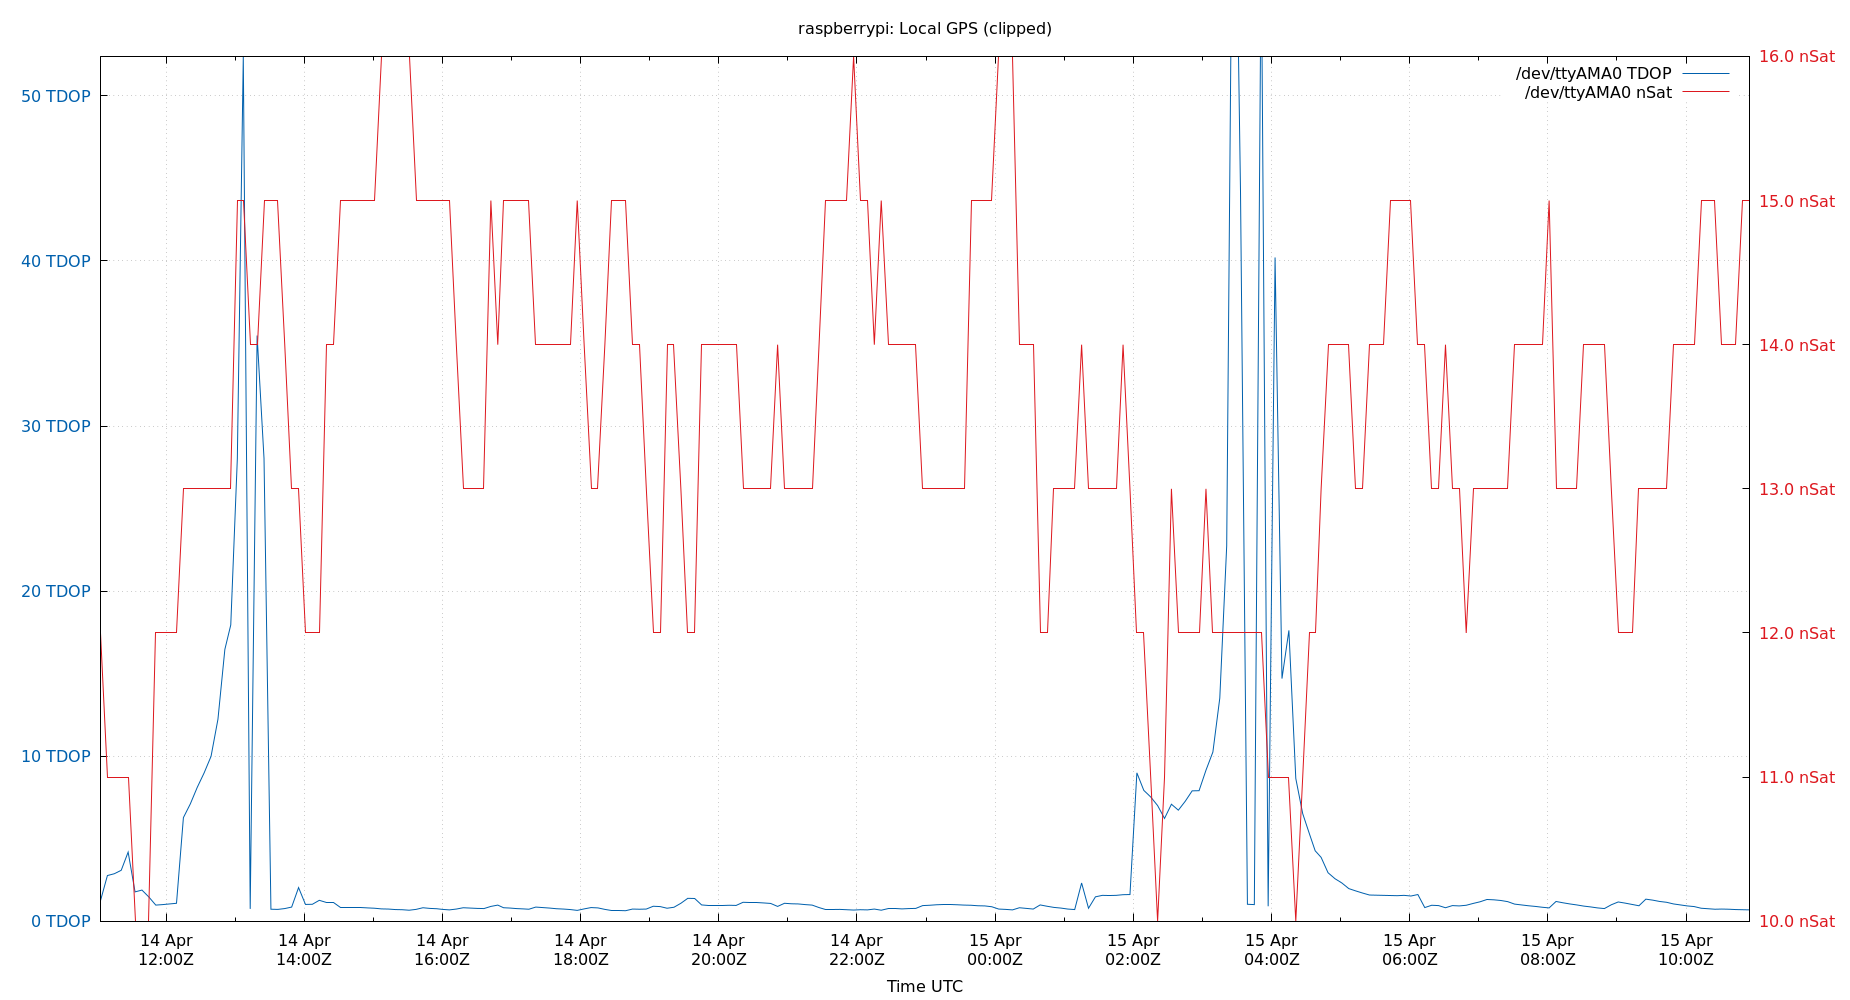 raspberrypi: Local GPS (clipped)
/dev/ttyAMA0 TDOP
/dev/ttyAMA0 nSat
50 TDOP
40 TDOP
30 TDOP
20 TDOP
10 TDOP
0 TDOP
16.0 nSat
15.0 nSat
14.0 nSat
13.0 nSat
12.0 nSat
11.0 nSat
10.0 nSat
14 Apr
12:00Z
14 Apr
14:00Z
14 Apr
16:00Z
14 Apr
18:00Z
14 Apr
20:00Z
14 Apr
22:00Z
15 Apr
00:00Z
15 Apr
02:00Z
15 Apr
04:00Z
15 Apr
06:00Z
15 Apr
08:00Z
15 Apr
10:00Z
Time UTC